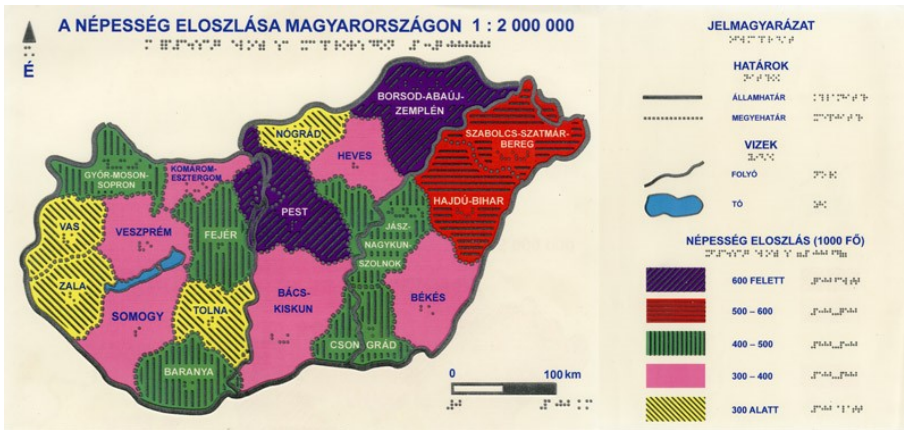 A NÉPESSÉG ELOSZLÁSA MAGYARORSZÁGON 1 : 2 000 000
É
BORSOD-ABAÚJ-
ZEMPLÉN
NÓGRÁD
SZABOLCS-SZATMÁR-
BEREG
HEVES
KOMÁROM-
ESZTERGOM
GYŐR-MOSON-
SOPRON
HAJDÚ-BIHAR
PEST
VAS
VESZPRÉM
FEJÉR
JÁSZ-
NAGYKUN-
SZOLNOK
ZALA
SOMOGY
TOLNA
BÁCS-
KISKUN
BÉKÉS
CSON GRÁD
BARANYA
0 100 km
JELMAGYARÁZAT
HATÁROK
ÁLLAMHATÁR
MEGYEHATÁR
VIZEK
FOLYÓ
TÓ
NÉPESSÉG ELOSZLÁS (1000 FŐ)
600 FELETT
500 – 600
400 – 500
300 – 400
300 ALATT